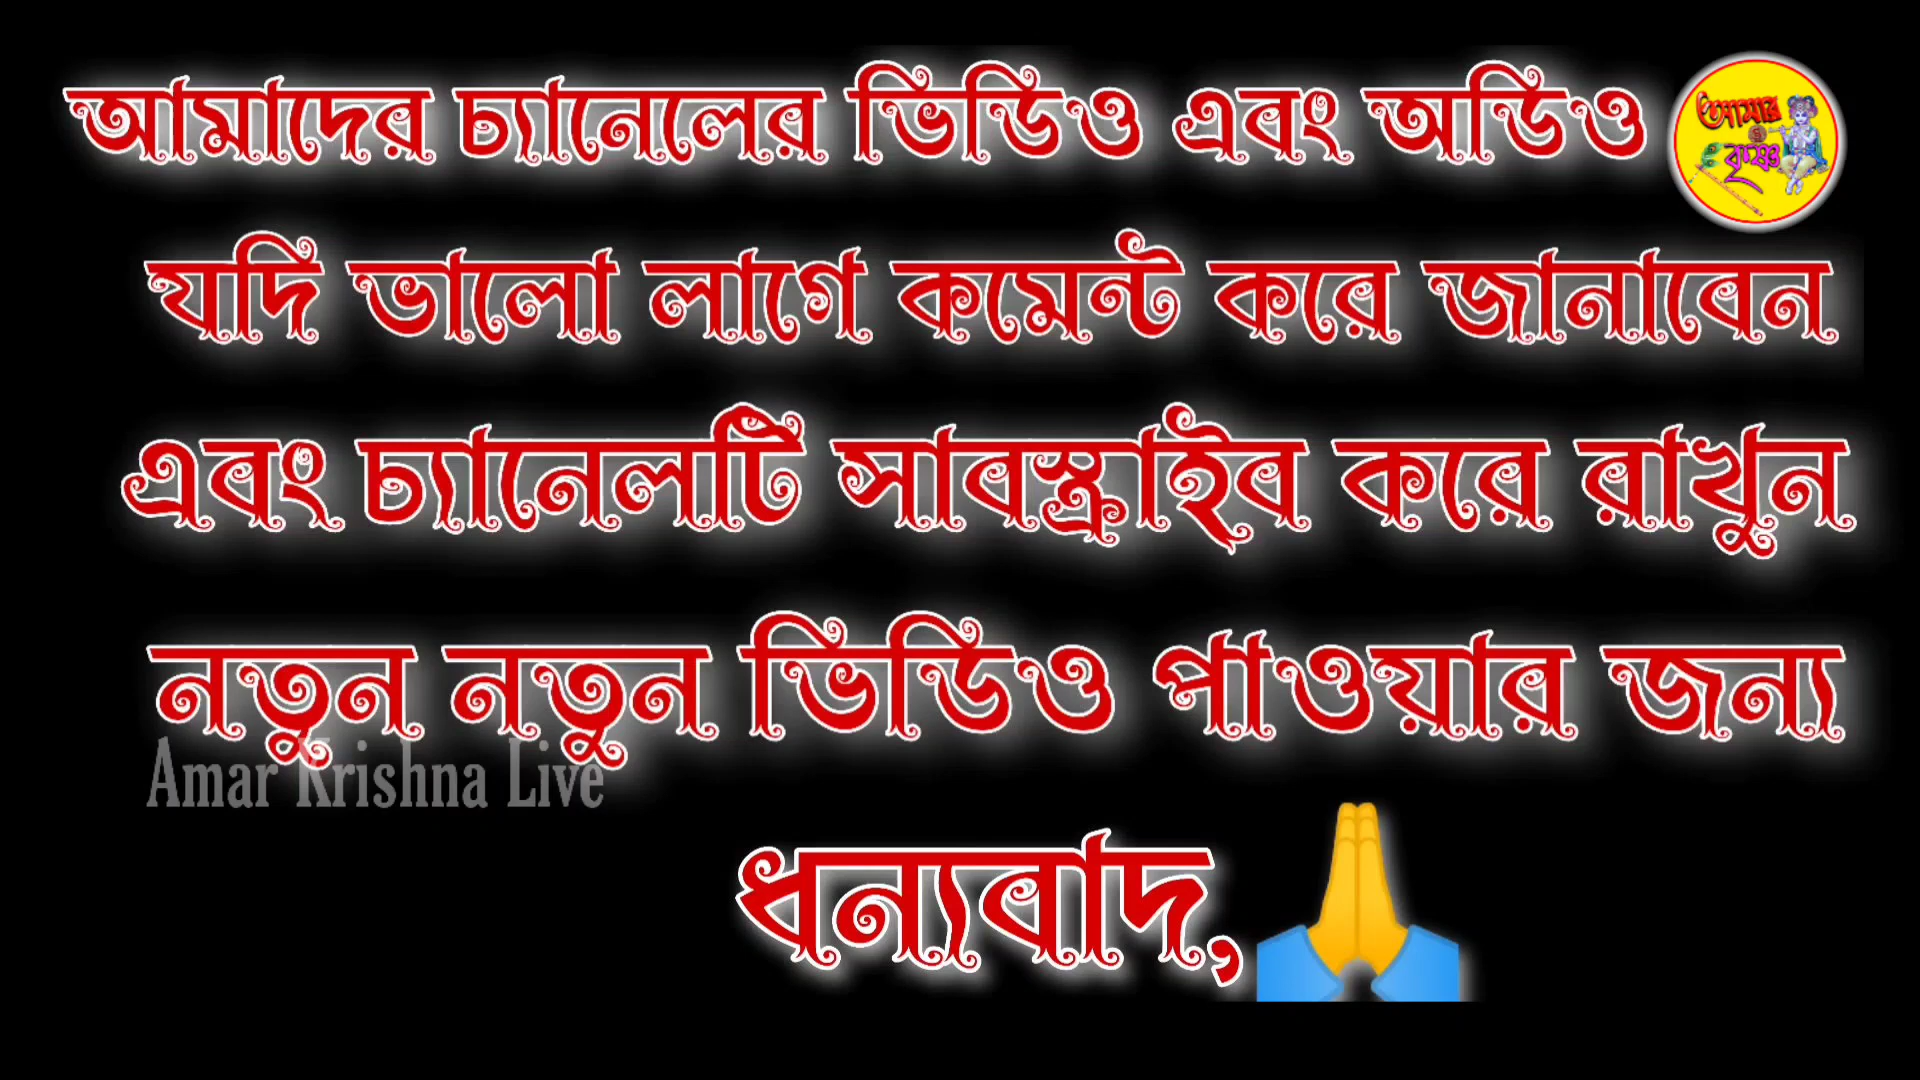 আমাদের চ্যানেলের ভিডিও এবং অডিও
আমার
কৃষ্ণ
যদি ভালো লাগে কমেন্ট করে জানাবেন
এবং চ্যানেলটি সাবস্ক্রাইব করে রাখুন
নতুন নতুন ভিডিও পাওয়ার জন্য
Amar Krishna Live
ধন্যবাদ,